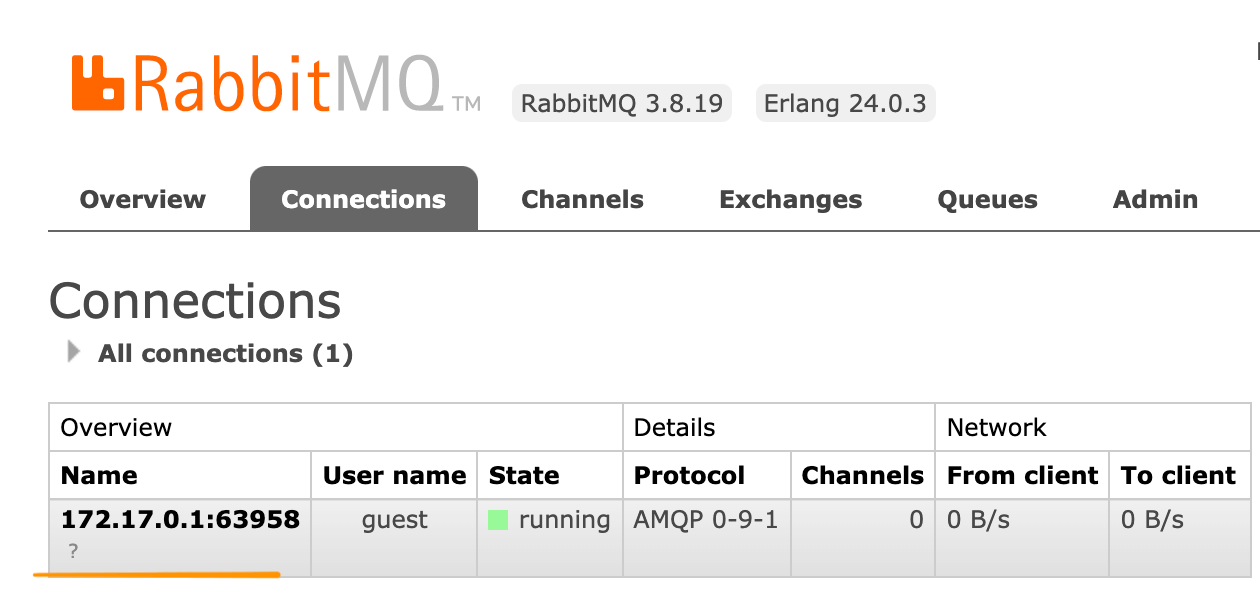 RabbitMQ TM RabbitMQ 3.8.19 Erlang 24.0.3
Overview Connections Channels Exchanges Queues Admin
Connections
All connections (1)
Overview Details Network
Name User name State Protocol Channels From client To client
172.17.0.1:63958 guest running AMQP 0-9-1 0 0 B/s 0 B/s
?